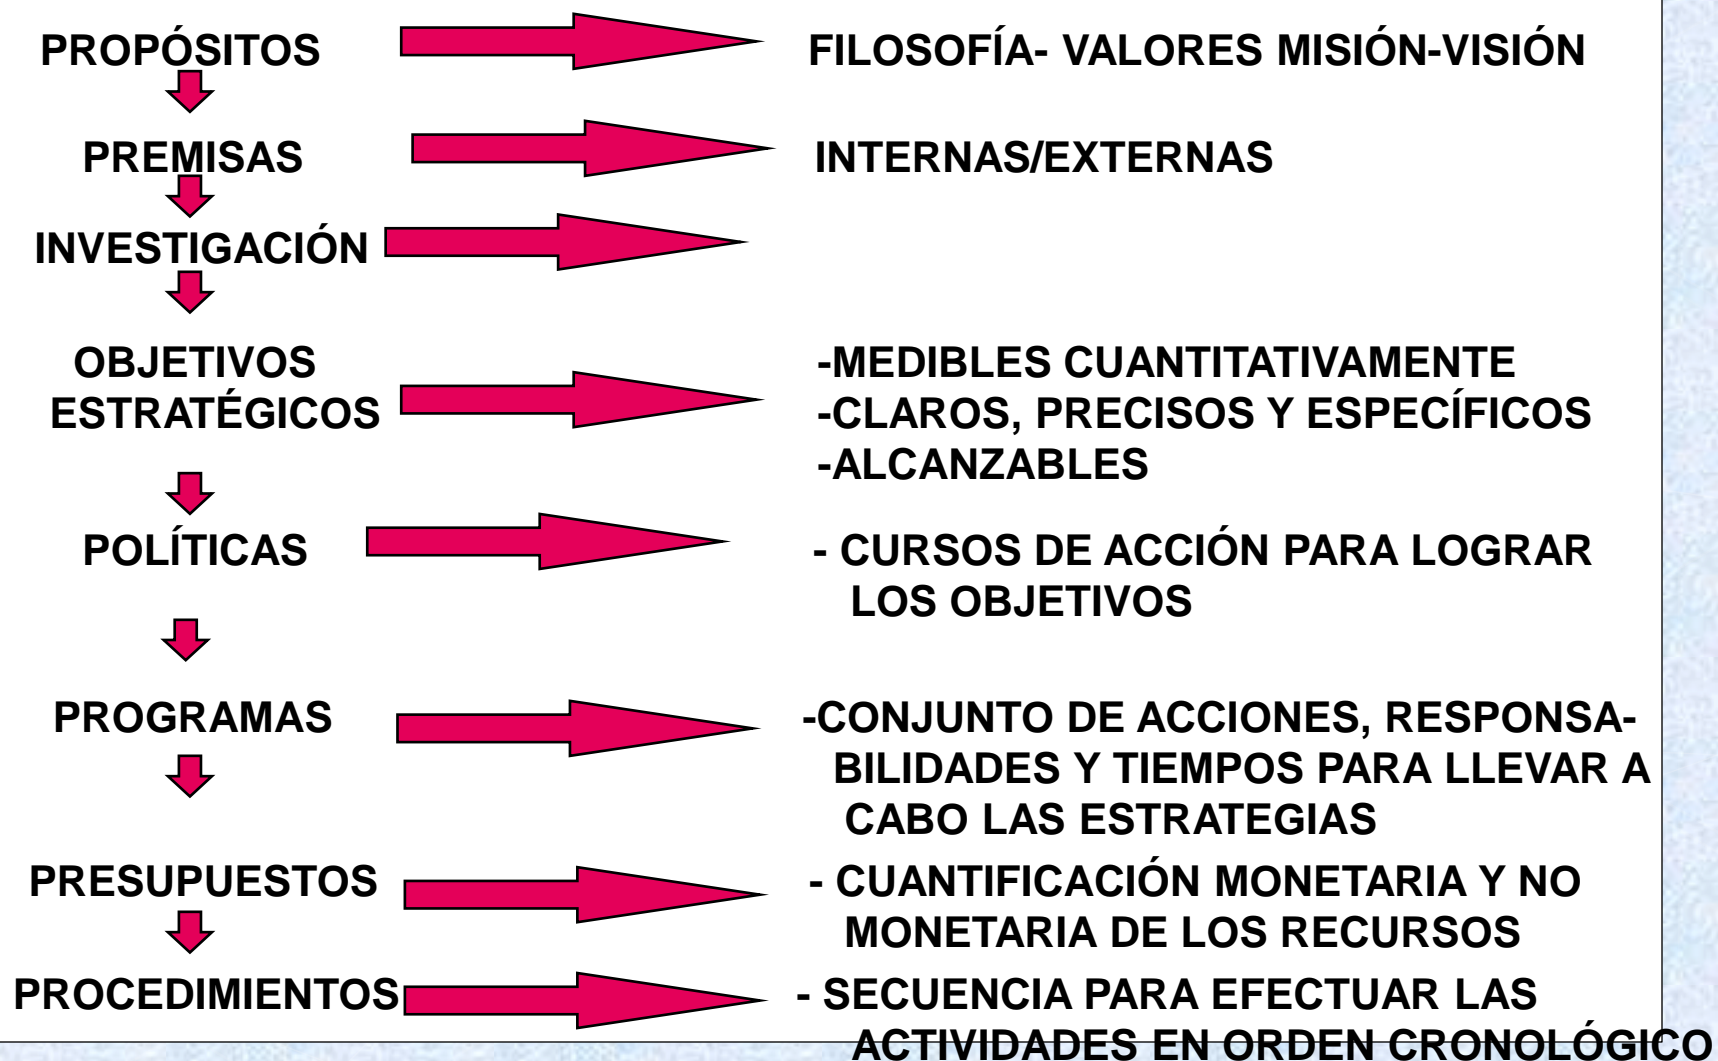 PROPÓSITOS
FILOSOFÍA- VALORES MISIÓN-VISIÓN
PREMISAS
INTERNAS/EXTERNAS
INVESTIGACIÓN
OBJETIVOS
ESTRATÉGICOS
-MEDIBLES CUANTITATIVAMENTE
-CLAROS, PRECISOS Y ESPECÍFICOS
-ALCANZABLES
POLÍTICAS
- CURSOS DE ACCIÓN PARA LOGRAR
LOS OBJETIVOS
PROGRAMAS
-CONJUNTO DE ACCIONES, RESPONSA-
BILIDADES Y TIEMPOS PARA LLEVAR A
CABO LAS ESTRATEGIAS
PRESUPUESTOS
- CUANTIFICACIÓN MONETARIA Y NO
MONETARIA DE LOS RECURSOS
PROCEDIMIENTOS
- SECUENCIA PARA EFECTUAR LAS
ACTIVIDADES EN ORDEN CRONOLÓGICO